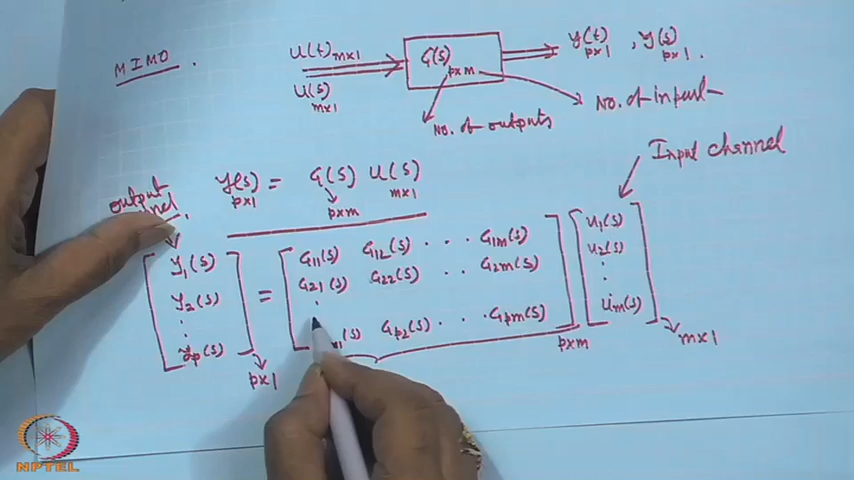 MIMO .
U(t) m×1
U(s) m×1
G(s) p×m
y(t) p×1 , y(s) p×1 .
No. of outputs
No. of input
Input channel
output
y(s) p×1 = G(s) p×m U(s) m×1
y1(s) = G11(s) G12(s) . . . G1m(s) u1(s)
y2(s) G21(s) G22(s) . . G2m(s) u2(s)
yp(s) Gp2(s) . . . Gpm(s) um(s)
p×1 p×m m×1
NPTEL